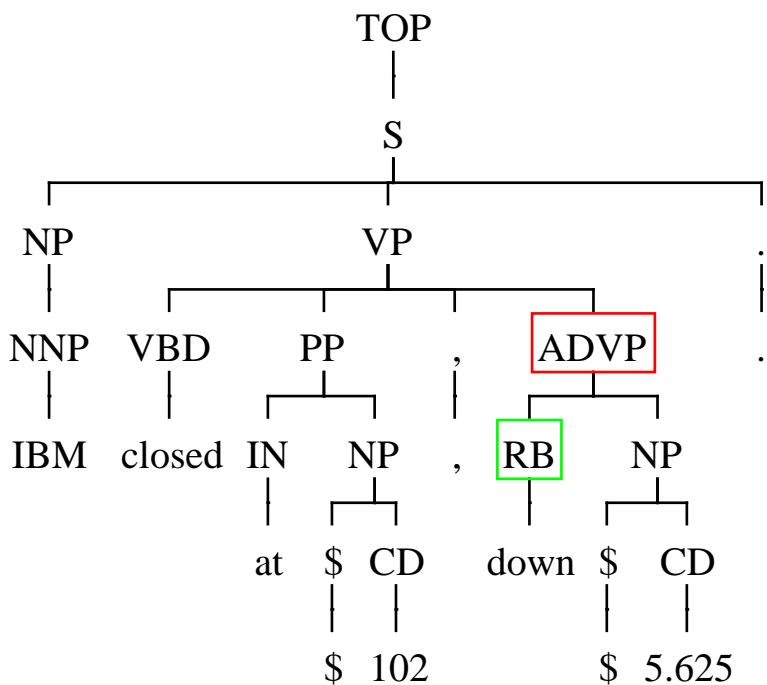 TOP
S
NP VP .
NNP VBD PP , ADVP .
IBM closed IN NP , RB NP
at $ CD down $ CD
$ 102 $ 5.625